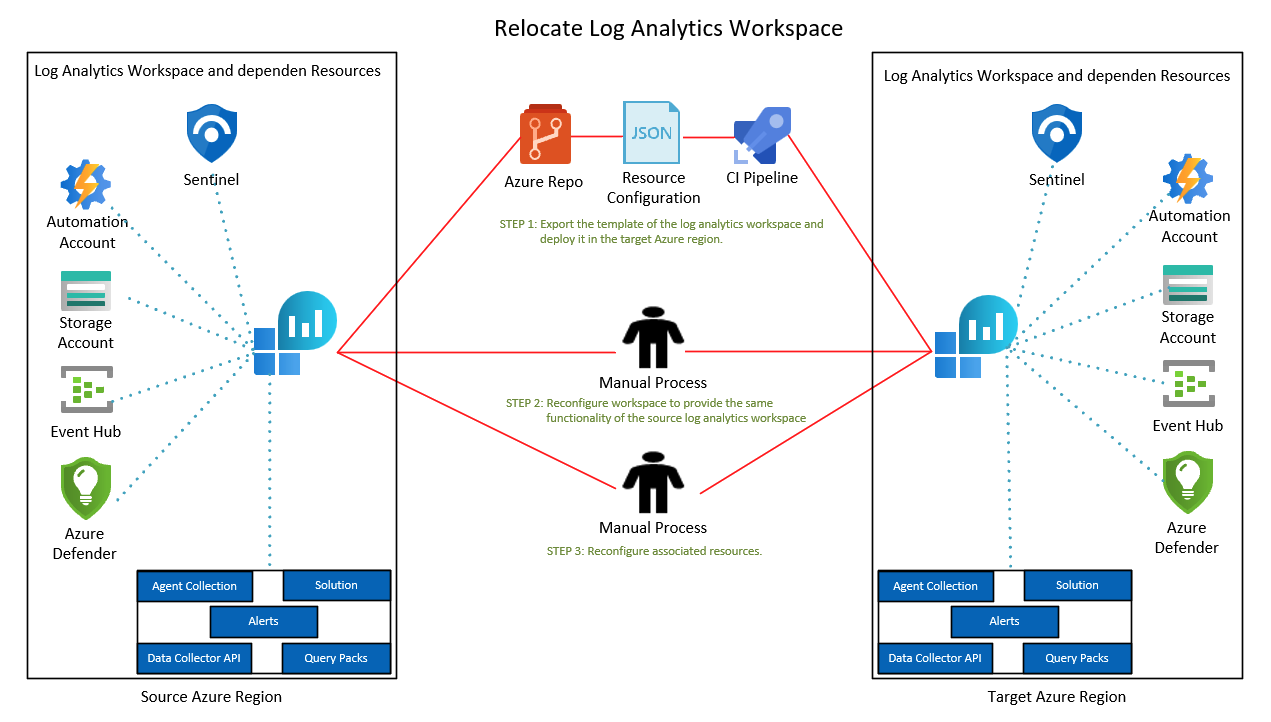 Relocate Log Analytics Workspace
Log Analytics Workspace and dependen Resources
Sentinel
Automation
Account
Storage
Account
Event Hub
Azure
Defender
Agent Collection
Solution
Alerts
Data Collector API
Query Packs
Source Azure Region
Azure Repo
JSON
Resource
Configuration
CI Pipeline
STEP 1: Export the template of the log analytics workspace and
deploy it in the target Azure region.
Manual Process
STEP 2: Reconfigure workspace to provide the same
functionality of the source log analytics workspace
Manual Process
STEP 3: Reconfigure associated resources.
Log Analytics Workspace and dependen Resources
Sentinel
Automation
Account
Storage
Account
Event Hub
Azure
Defender
Agent Collection
Solution
Alerts
Data Collector API
Query Packs
Target Azure Region